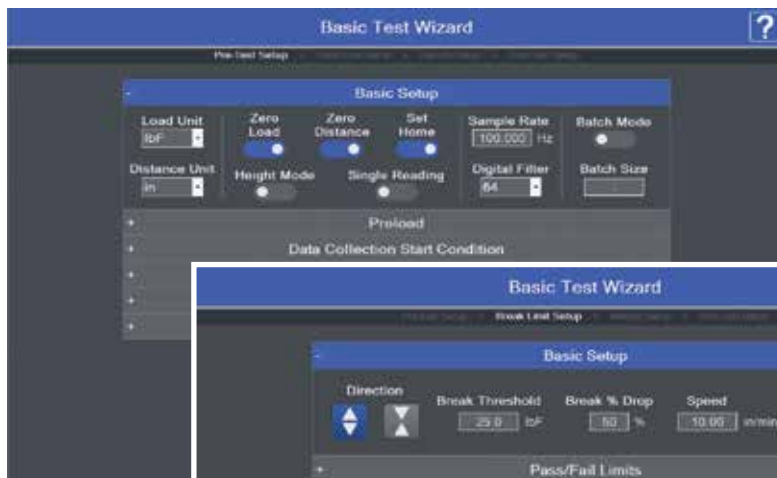 Basic Test Wizard
?
Pre-Test Setup
- Basic Setup
Load Unit Zero Load Zero Distance Set Home Sample Rate Batch Mode
lbF 100.000 Hz
Distance Unit Height Mode Single Reading Digital Filter Batch Size
in 64
+ Preload
+ Data Collection Start Condition
+
+
+
Basic Test Wizard
Break Limit Setup
- Basic Setup
Direction Break Threshold Break % Drop Speed
25.0 lbF 50 % 10.00 in/min
+ Pass/Fail Limits